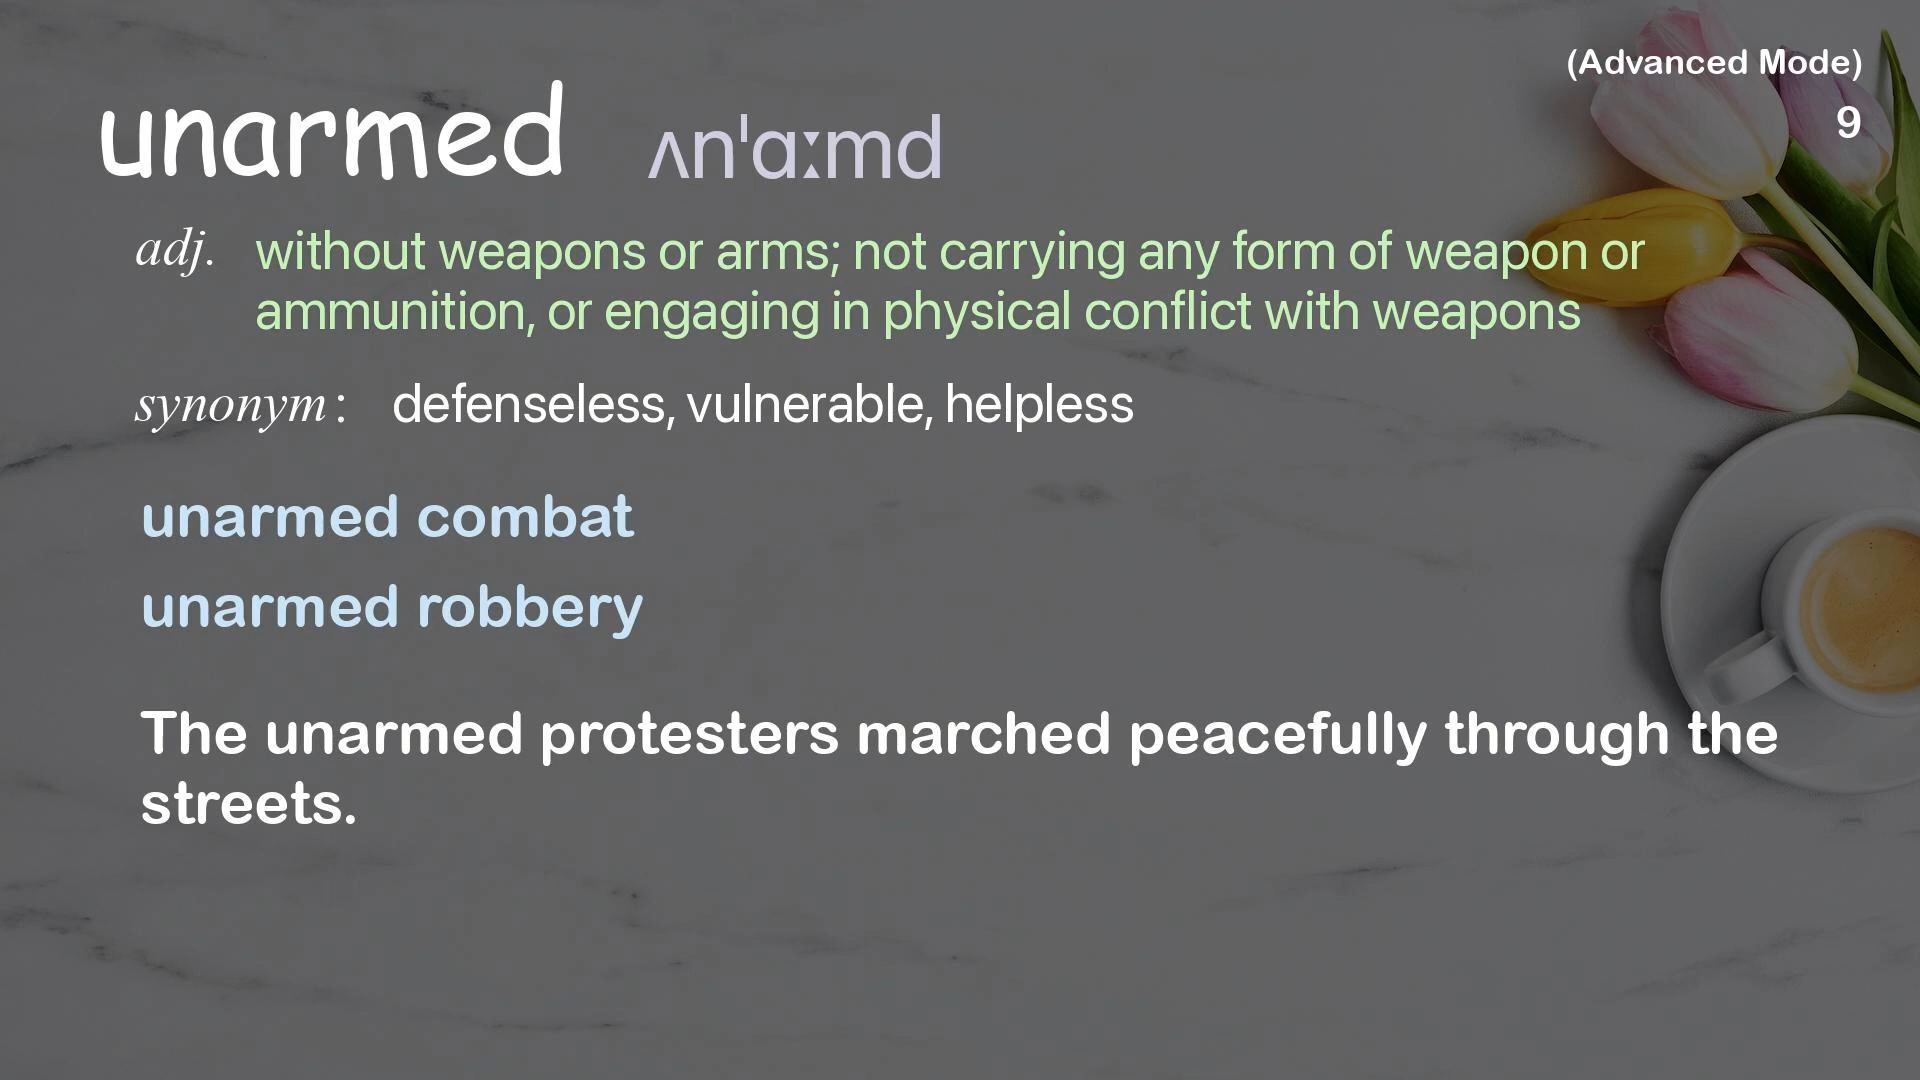 (Advanced Mode)
9
unarmed ʌnˈɑːmd
adj. without weapons or arms; not carrying any form of weapon or
ammunition, or engaging in physical conflict with weapons
synonym: defenseless, vulnerable, helpless
unarmed combat
unarmed robbery
The unarmed protesters marched peacefully through the
streets.